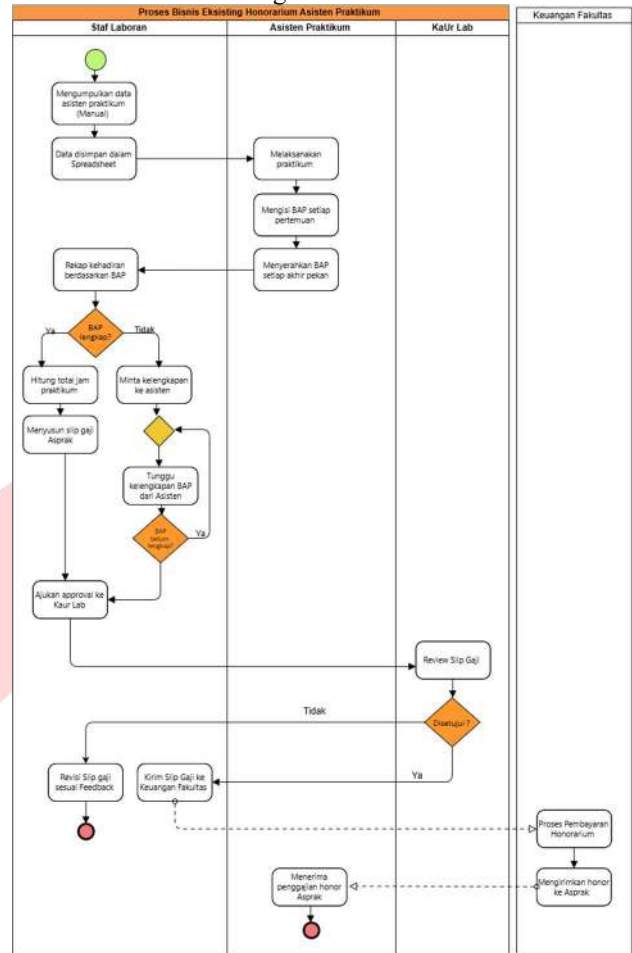 Proses Bisnis Eksisting Honorarium Asisten Praktikum
Keuangan Fakultas
Staf Laboran
Asisten Praktikum
KaUr Lab
Mengumpulkan data
asisten praktikum
(Manual)
Data disimpan dalam
Spreadsheet
Melaksanakan
praktikum
Mengisi BAP setiap
pertemuan
Menyerahkan BAP
setiap akhir pekan
Rekap kehadiran
berdasarkan BAP
BAP
lengkap?
Ya
Tidak
Hitung total jam
praktikum
Minta kelengkapan
ke asisten
Menyusun slip gaji
Asprak
Tunggu
kelengkapan BAP
dari Asisten
BAP
belum
lengkap?
Ya
Ajukan approval ke
Kaur Lab
Review Slip Gaji
Disetujui ?
Tidak
Ya
Revisi Slip gaji
sesuai Feedback
Kirim Slip Gaji ke
Keuangan Fakultas
Proses Pembayaran
Honorarium
Mengirimkan honor
ke Asprak
Menerima
penggajian honor
Asprak